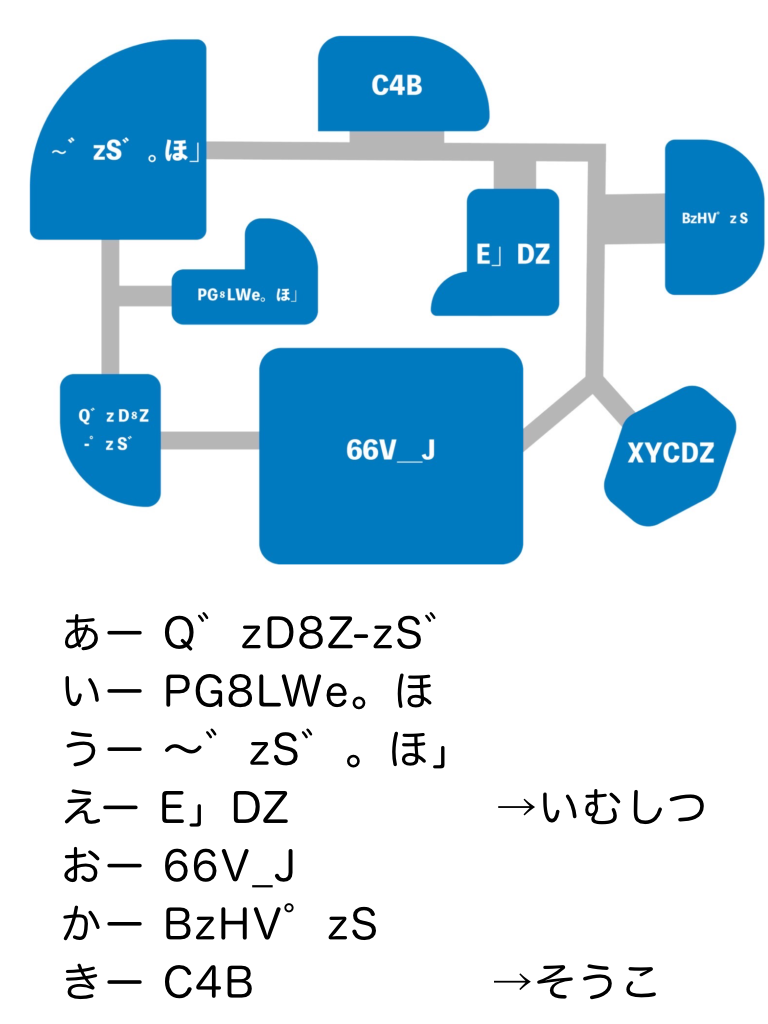 C4B
~゛zS゛。ほ」
BzHV゜zS
E」DZ
PG8LWe。ほ」
Q゛zD8Z
-゜zS゛
66V__J
XYCDZ
あー Q゛zD8Z-zS゛
いー PG8LWe。ほ
うー ～゛zS゛。ほ」
えー E」DZ →いむしつ
おー 66V_J
かー BzHV゜zS
きー C4B →そうこ